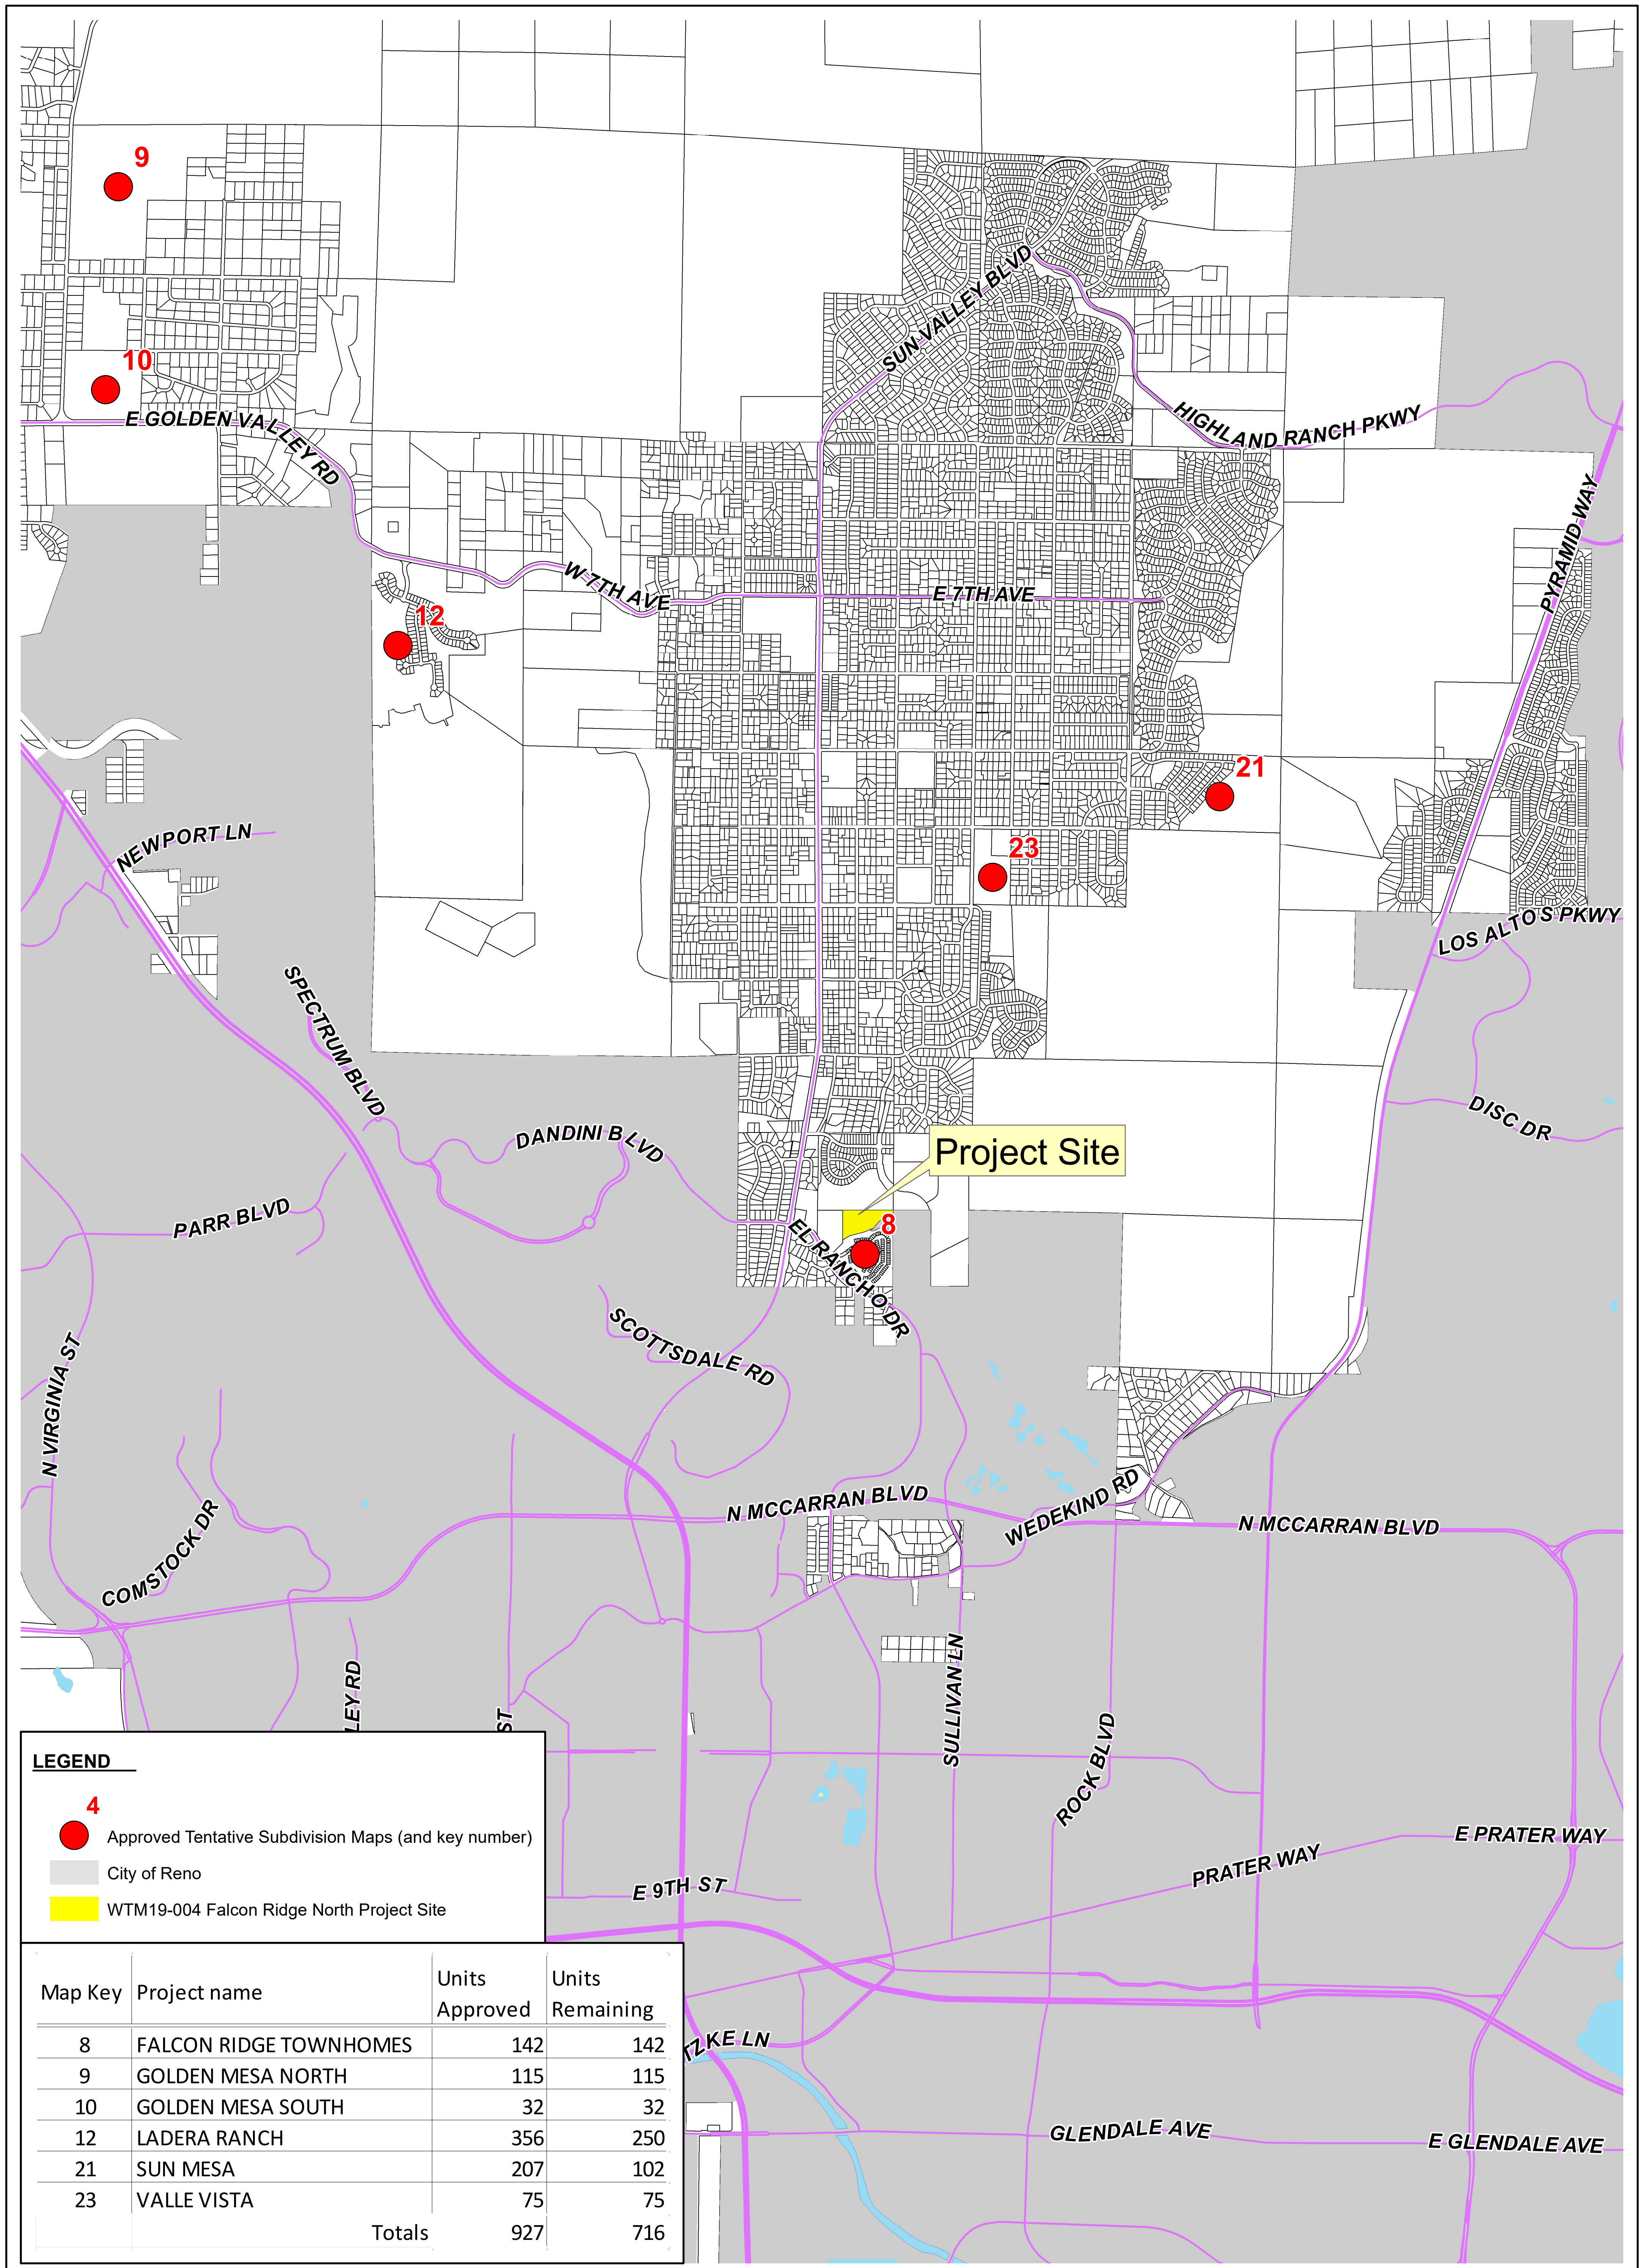 9
10
SUN VALLEY BLVD
E GOLDEN VALLEY RD
HIGHLAND RANCH PKWY
PYRAMID WAY
W 7TH AVE
E 7TH AVE
12
21
NEWPORT LN
23
LOS ALTOS PKWY
SPECTRUM BLVD
DANDINI BLVD
DISC DR
Project Site
PARR BLVD
8
EL RANCHO DR
SCOTTSDALE RD
N VIRGINIA ST
N MCCARRAN BLVD
WEDEKIND RD
N MCCARRAN BLVD
COMSTOCK DR
SULLIVAN LN
LEY RD
ST
ROCK BLVD
E PRATER WAY
PRATER WAY
E 9TH ST
TZKE LN
GLENDALE AVE
E GLENDALE AVE
LEGEND
4
Approved Tentative Subdivision Maps (and key number)
City of Reno
WTM19-004 Falcon Ridge North Project Site
Map Key Project name Units Approved Units Remaining
8 FALCON RIDGE TOWNHOMES 142 142
9 GOLDEN MESA NORTH 115 115
10 GOLDEN MESA SOUTH 32 32
12 LADERA RANCH 356 250
21 SUN MESA 207 102
23 VALLE VISTA 75 75
Totals 927 716